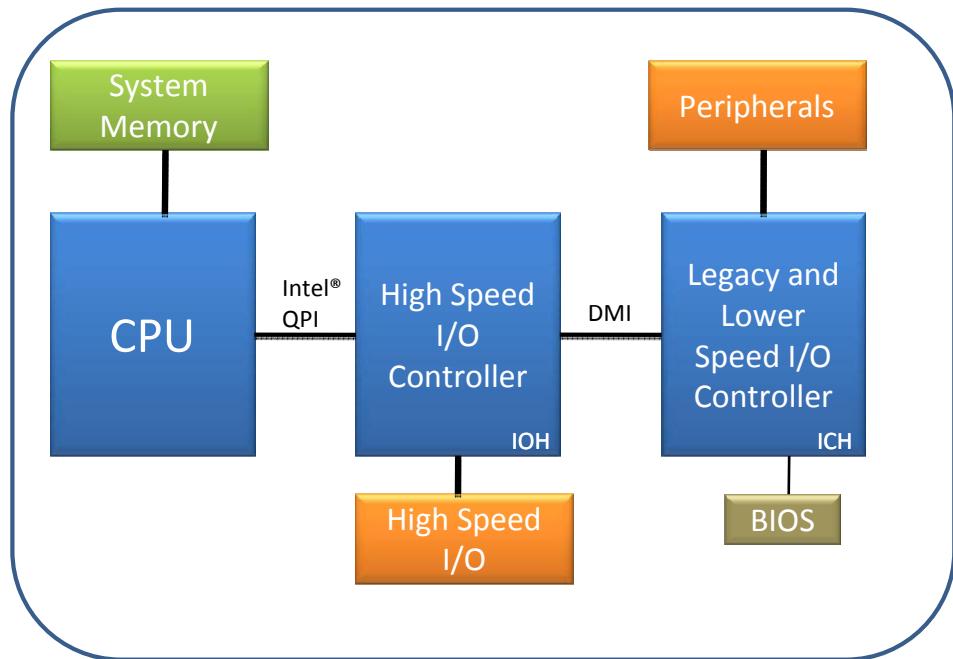 System
Memory
Peripherals
CPU
Intel®
QPI
High Speed
I/O
Controller
IOH
DMI
Legacy and
Lower
Speed I/O
Controller
ICH
High Speed
I/O
BIOS